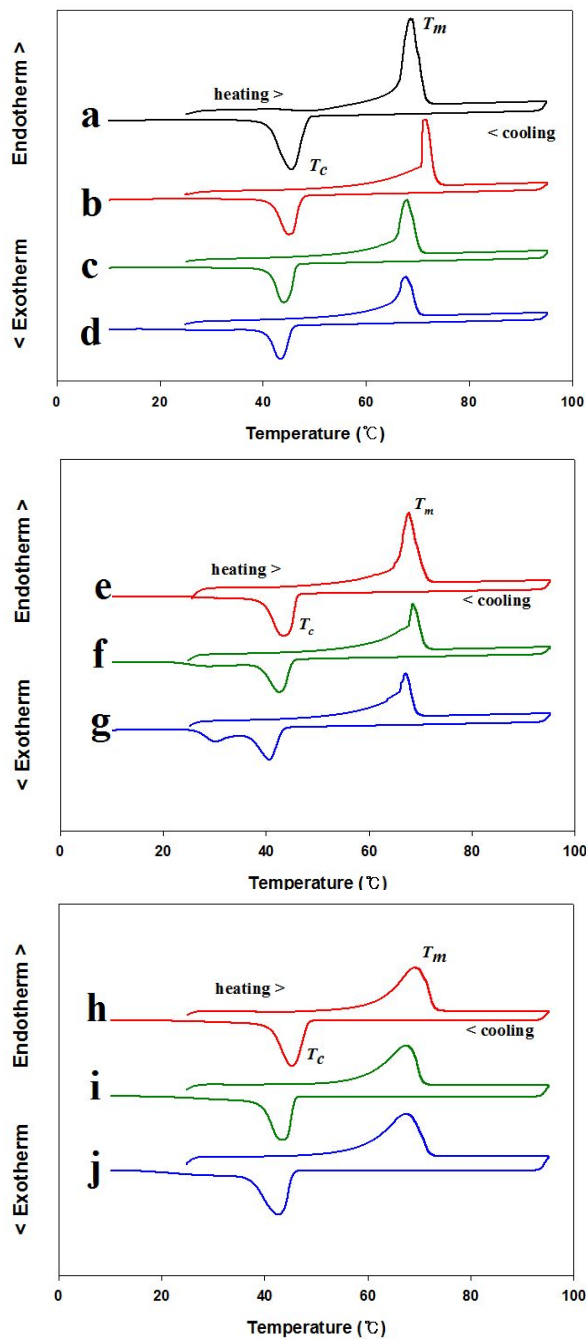 Endotherm >
< Exotherm
Tm
heating >
a
< cooling
Tc
b
c
d
0 20 40 60 80 100
Temperature (℃)
Endotherm >
< Exotherm
Tm
heating >
e
< cooling
Tc
f
g
0 20 40 60 80 100
Temperature (℃)
Endotherm >
< Exotherm
Tm
heating >
h
< cooling
Tc
i
j
0 20 40 60 80 100
Temperature (℃)